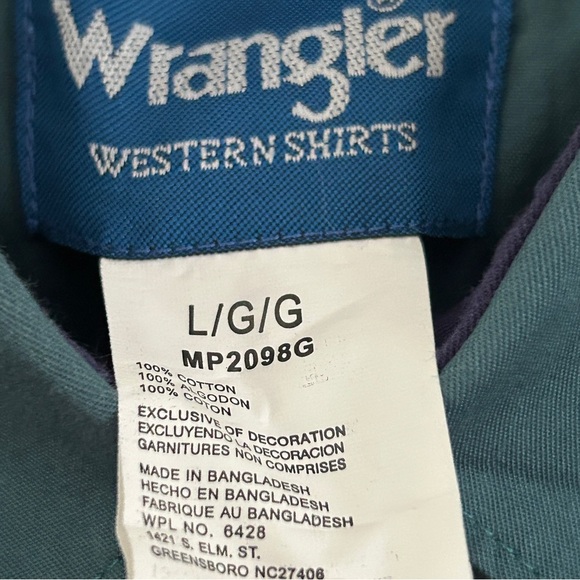 Wrangler®
WESTERN SHIRTS
L/G/G
MP2098G
100% COTTON
100% ALGODON
100% COTON
EXCLUSIVE OF DECORATION
EXCLUYENDO LA DECORACION
GARNITURES NON COMPRISES
MADE IN BANGLADESH
HECHO EN BANGLADESH
FABRIQUE AU BANGLADESH
WPL NO. 6428
1421 S. ELM. ST.
GREENSBORO NC27406